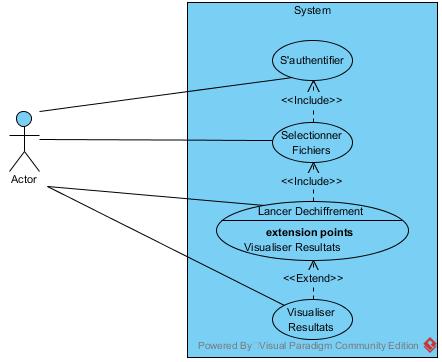 System
S'authentifier
<<Include>>
Selectionner
Fichiers
Actor
<<Include>>
Lancer Dechiffrement
extension points
Visualiser Resultats
<<Extend>>
Visualiser
Resultats
Powered By Visual Paradigm Community Edition